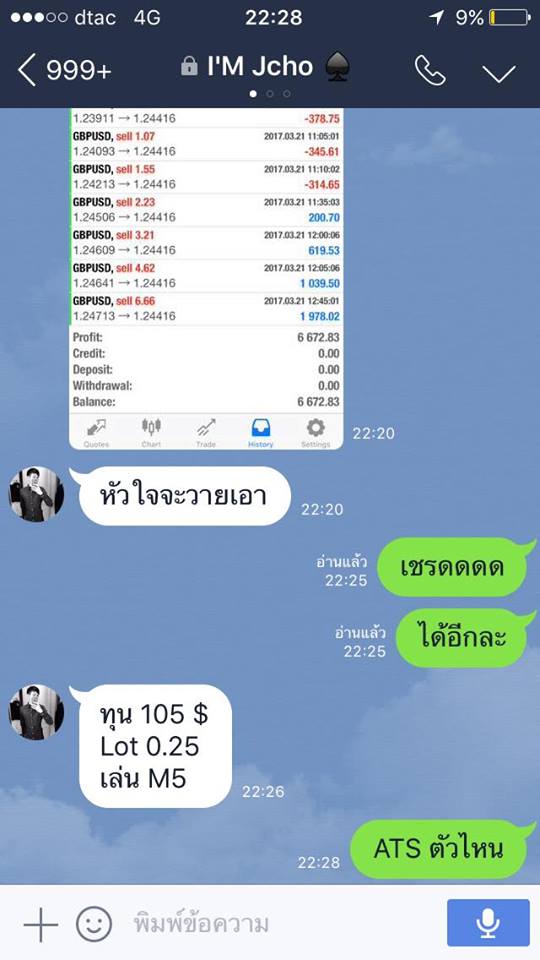 dtac 4G 22:28 9%
999+ I'M Jcho
1.23911 → 1.24416 -378.75
GBPUSD, sell 1.07 2017.03.21 11:05:01
1.24093 → 1.24416 -345.61
GBPUSD, sell 1.55 2017.03.21 11:10:02
1.24213 → 1.24416 -314.65
GBPUSD, sell 2.23 2017.03.21 11:35:03
1.24506 → 1.24416 200.70
GBPUSD, sell 3.21 2017.03.21 12:00:06
1.24609 → 1.24416 619.53
GBPUSD, sell 4.62 2017.03.21 12:05:06
1.24641 → 1.24416 1 039.50
GBPUSD, sell 6.66 2017.03.21 12:45:01
1.24713 → 1.24416 1 978.02
Profit: 6 672.83
Credit: 0.00
Deposit: 0.00
Withdrawal: 0.00
Balance: 6 672.83
Quotes Chart Trade History Settings
22:20
หัวใจจะวายเอา
22:20
อ่านแล้ว
22:25
เชรดดดด
อ่านแล้ว
22:25
ได้อีกละ
ทุน 105 $
Lot 0.25
เล่น M5
22:26
22:28
ATS ตัวไหน
พิมพ์ข้อความ